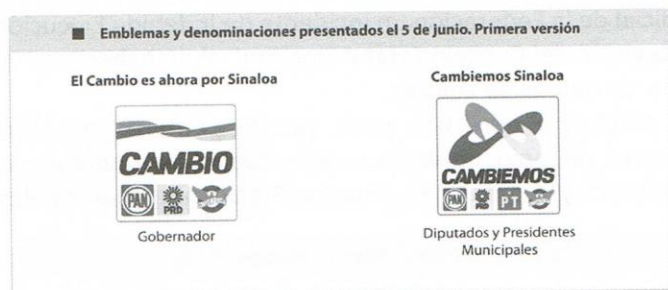 Emblemas y denominaciones presentados el 5 de junio. Primera versión
El Cambio es ahora por Sinaloa
CAMBIO
PAN
PRD
Gobernador
Cambiemos Sinaloa
CAMBIEMOS
PAN
PRD
PT
Diputados y Presidentes
Municipales